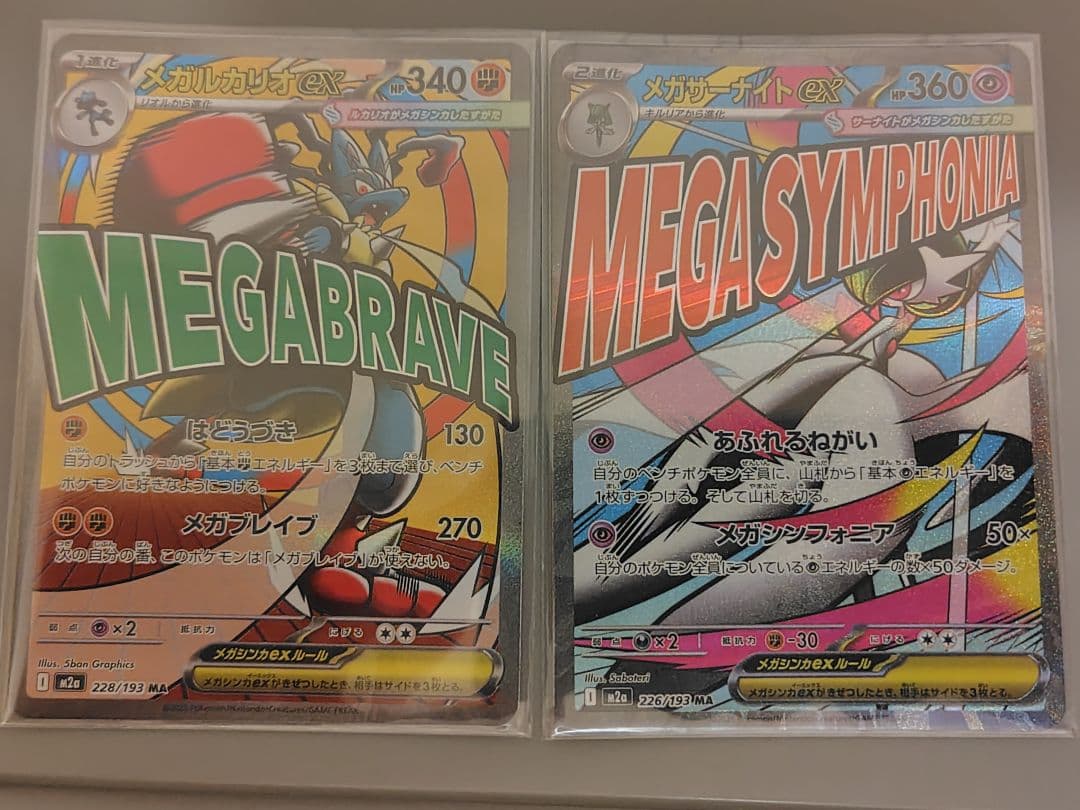 1進化
メガルカリオex
HP340
リオルから進化
ルカリオがメガシンカしたすがた
MEGABRAVE
はどうづき
130
自分のトラッシュから「基本エネルギー」を3枚まで選び、ベンチ
ポケモンに好きなようにつける。
メガブレイブ
270
次の自分の番、このポケモンは「メガブレイブ」が使えない。
弱点
×2
抵抗力
にげる
メガシンカexルール
メガシンカexがきぜつしたとき、相手はサイドを3枚とる。
Illus. 5ban Graphics
I
M2a
228/193 MA
2進化
メガサーナイトex
HP360
キルリアから進化
サーナイトがメガシンカしたすがた
MEGASYMPHONIA
あふれるねがい
自分のベンチポケモン全員に、山札から「基本エネルギー」を
1枚ずつつける。そして山札を切る。
メガシンフォニア
50×
自分のポケモン全員についているエネルギーの数×50ダメージ。
弱点
×2
抵抗力
-30
にげる
メガシンカexルール
メガシンカexがきぜつしたとき、相手はサイドを3枚とる。
Illus. Saboteri
I
M2a
226/193 MA